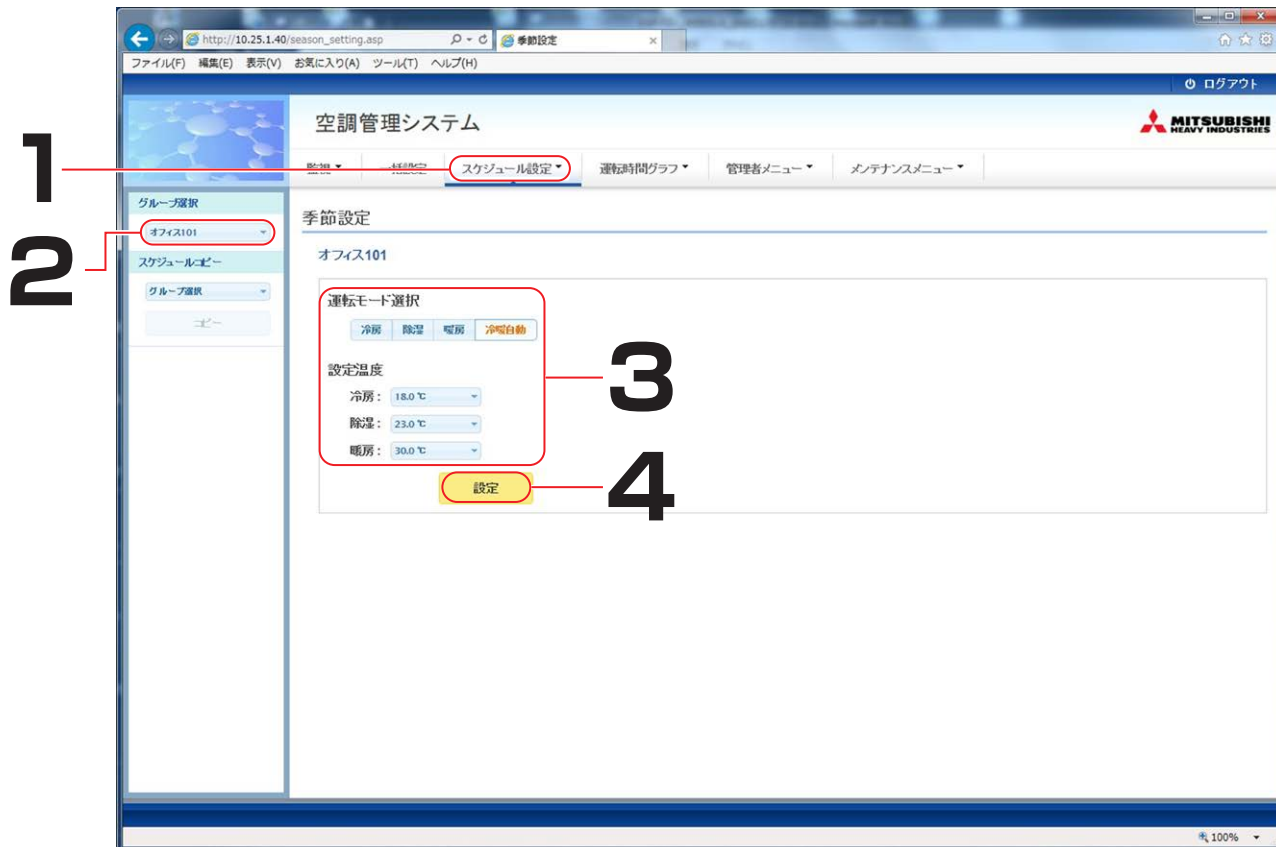 http://10.25.1.40/season_setting.asp
季節設定
ファイル(F) 編集(E) 表示(V) お気に入り(A) ツール(T) ヘルプ(H)
ログアウト
空調管理システム
MITSUBISHI
HEAVY INDUSTRIES
1
監視 一括設定 スケジュール設定 運転時間グラフ 管理者メニュー メンテナンスメニュー
グループ選択
季節設定
2
オフィス101
オフィス101
スケジュールコピー
グループ選択
コピー
運転モード選択
冷房 除湿 暖房 冷暖自動
3
設定温度
冷房: 18.0 ℃
除湿: 23.0 ℃
暖房: 30.0 ℃
設定
4
100%